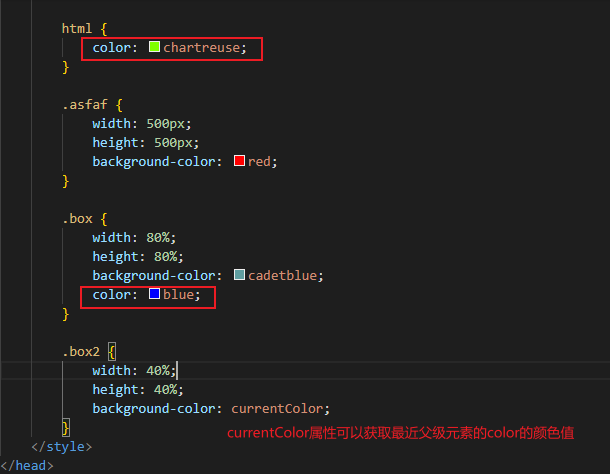 html {
color: chartreuse;
}
.asfaf {
width: 500px;
height: 500px;
background-color: red;
}
.box {
width: 80%;
height: 80%;
background-color: cadetblue;
color: blue;
}
.box2 {
width: 40%;
height: 40%;
background-color: currentColor;
}
currentColor属性可以获取最近父级元素的color的颜色值
</style>
</head>